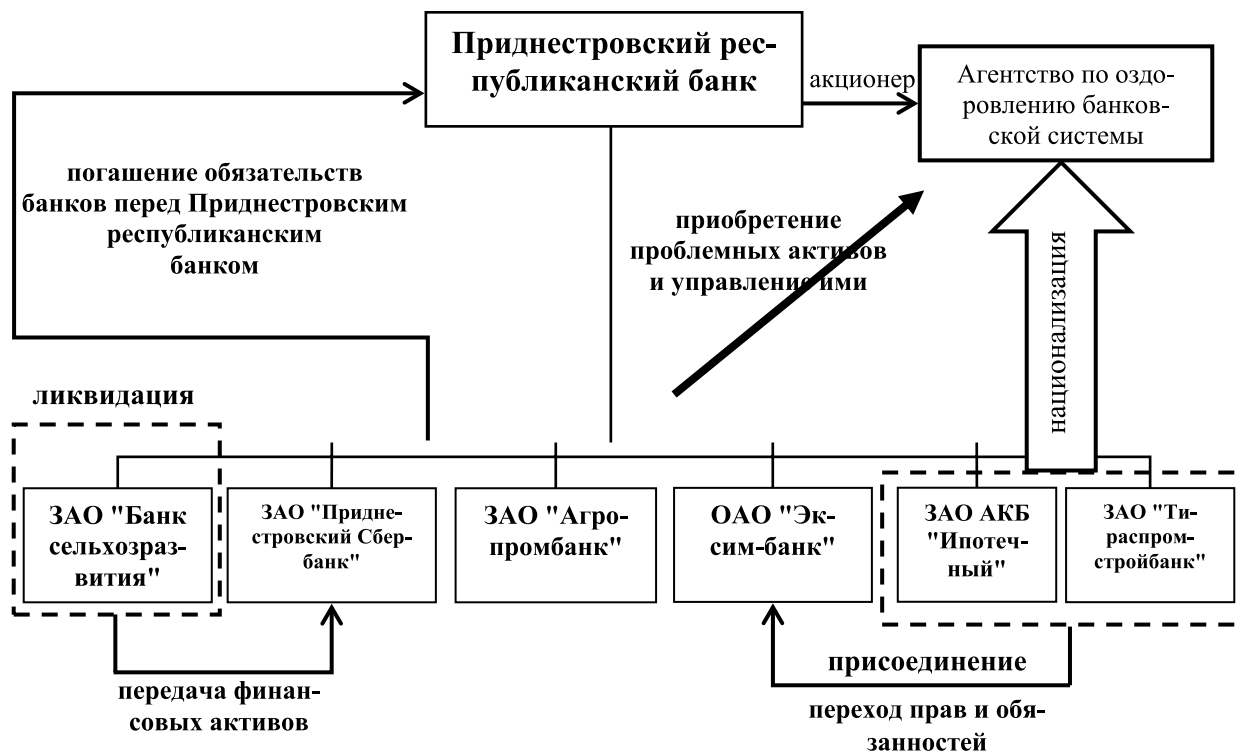 Приднестровский рес-
публиканский банк
акционер
Агентство по оздо-
ровлению банков-
ской системы
погашение обязательств
банков перед Приднестровским
республиканским
банком
приобретение
проблемных активов
и управление ими
национализация
ликвидация
ЗАО "Банк
сельхозраз-
вития"
ЗАО "Придне-
стровский Сбер-
банк"
ЗАО "Агро-
промбанк"
ОАО "Эк-
сим-банк"
ЗАО АКБ
"Ипотеч-
ный"
ЗАО "Ти-
распром-
стройбанк"
передача финан-
совых активов
присоединение
переход прав и обя-
занностей